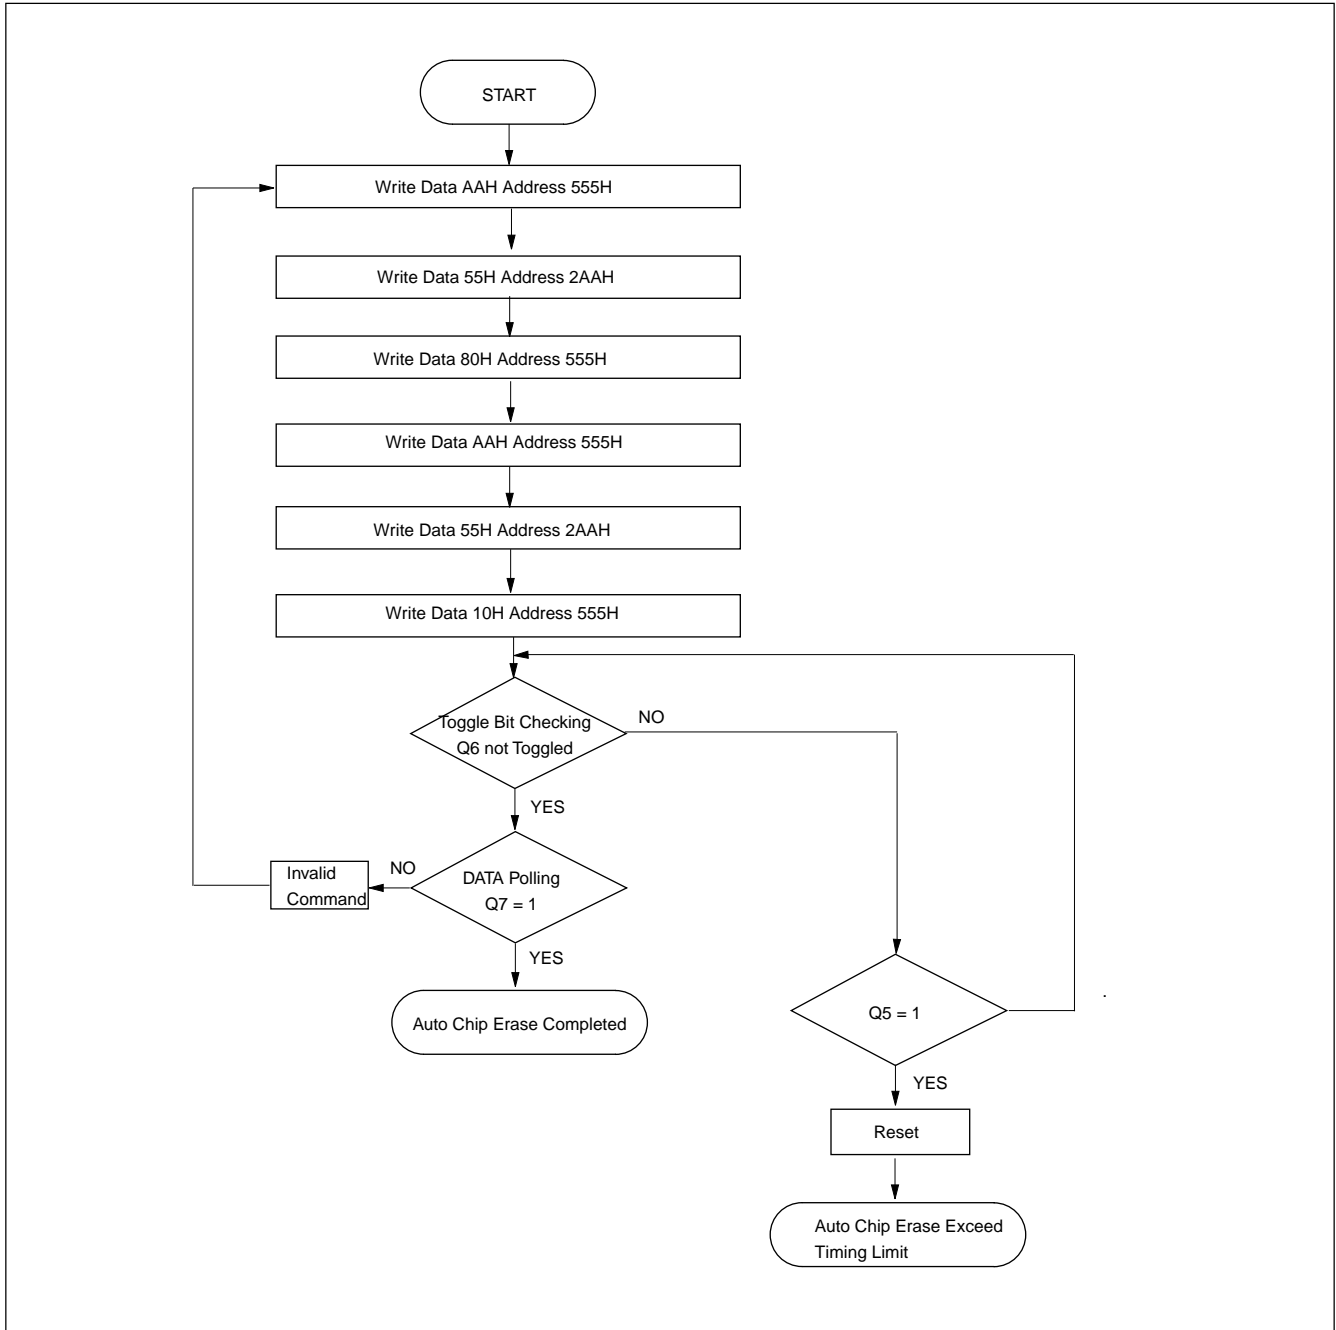 START
Write Data AAH Address 555H
Write Data 55H Address 2AAH
Write Data 80H Address 555H
Write Data AAH Address 555H
Write Data 55H Address 2AAH
Write Data 10H Address 555H
Toggle Bit Checking
Q6 not Toggled
NO
YES
Invalid
Command
NO
DATA Polling
Q7 = 1
YES
Auto Chip Erase Completed
Q5 = 1
.
YES
Reset
Auto Chip Erase Exceed
Timing Limit